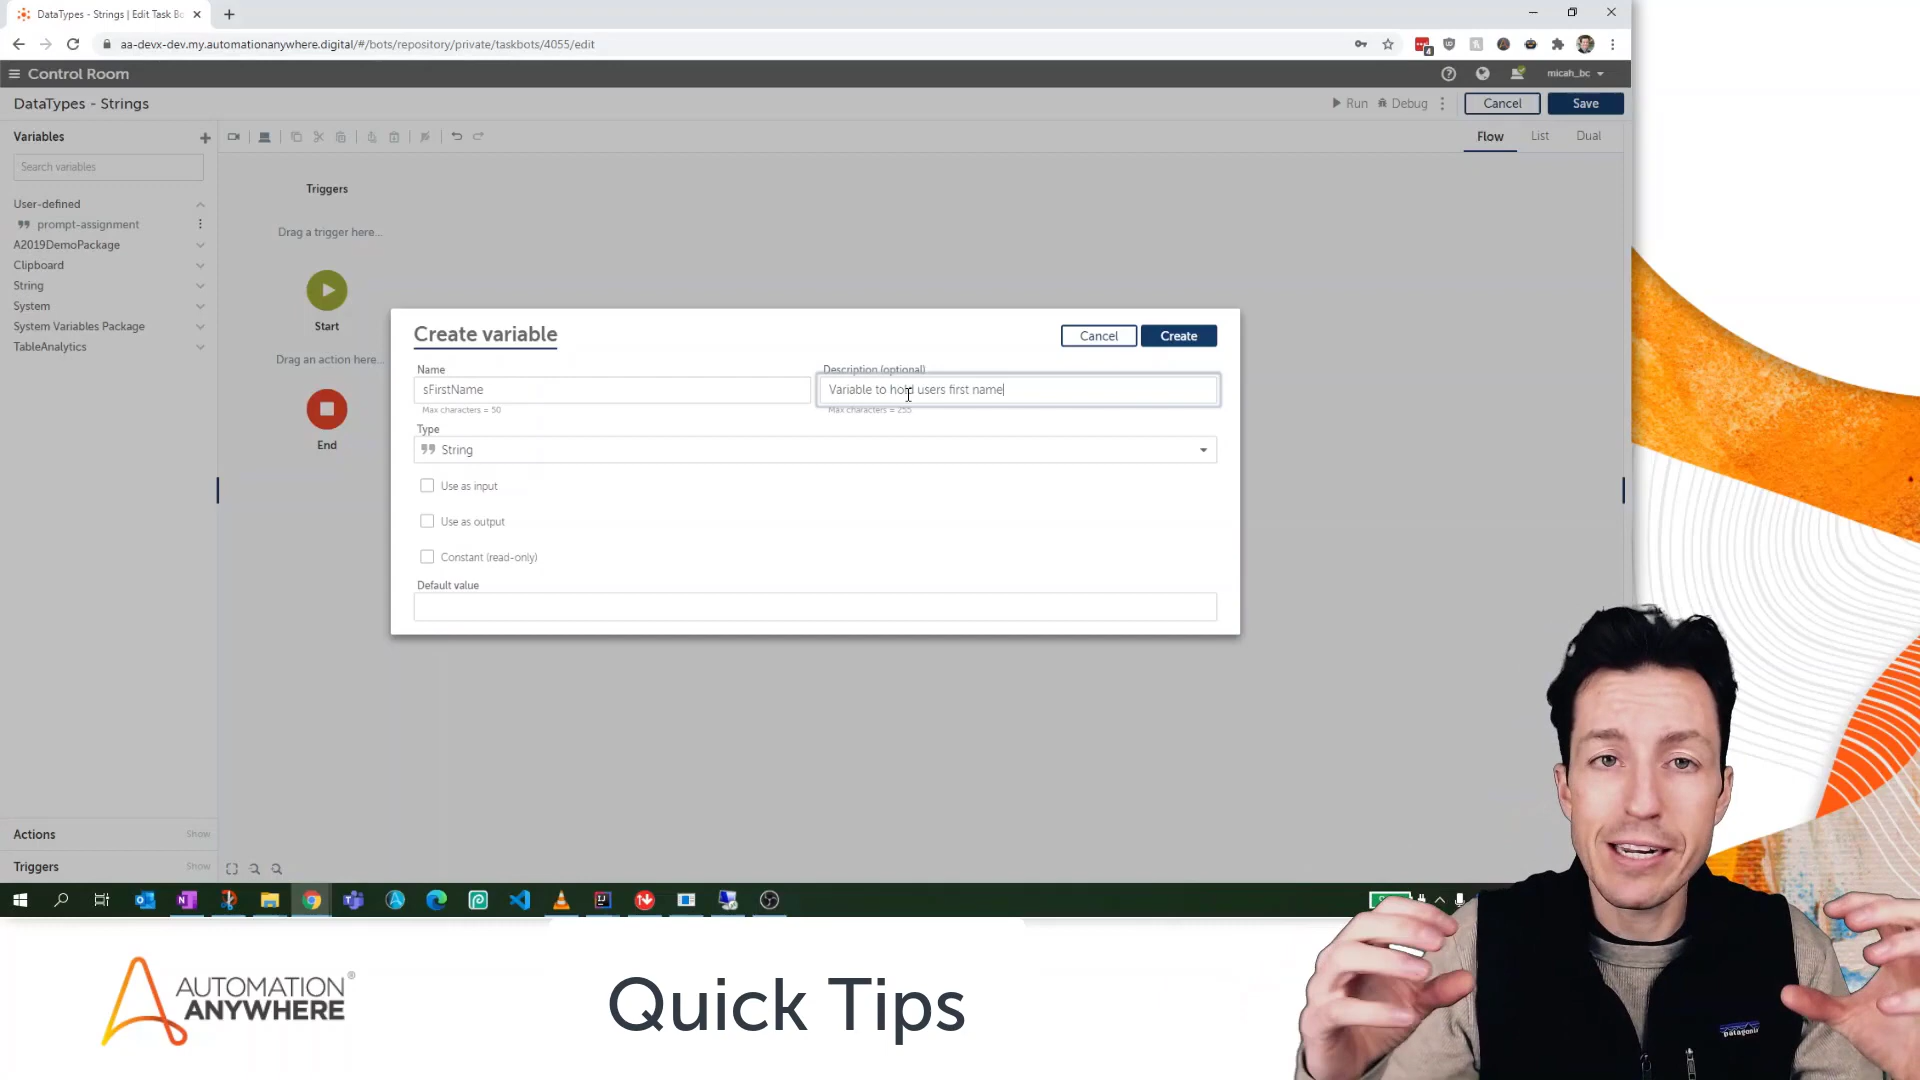 DataTypes - Strings | Edit Task Bo
aa-devx-dev.my.automationanywhere.digital/#/bots/repository/private/taskbots/4055/edit
Control Room
micah_bc
DataTypes - Strings
Run
Debug
Cancel
Save
Variables
Flow
List
Dual
Search variables
User-defined
prompt-assignment
A2019DemoPackage
Clipboard
String
System
System Variables Package
TableAnalytics
Triggers
Drag a trigger here...
Start
Drag an action here...
End
Create variable
Cancel
Create
Name
Description (optional)
sFirstName
Variable to hold users first name
Max characters = 50
Max characters = 255
Type
String
Use as input
Use as output
Constant (read-only)
Default value
Actions
Show
Triggers
Show
AUTOMATION
ANYWHERE
®
Quick Tips
patagonia